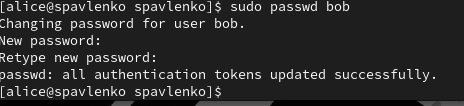 [alice@spavlenko spavlenko]$ sudo passwd bob
Changing password for user bob.
New password:
Retype new password:
passwd: all authentication tokens updated successfully.
[alice@spavlenko spavlenko]$